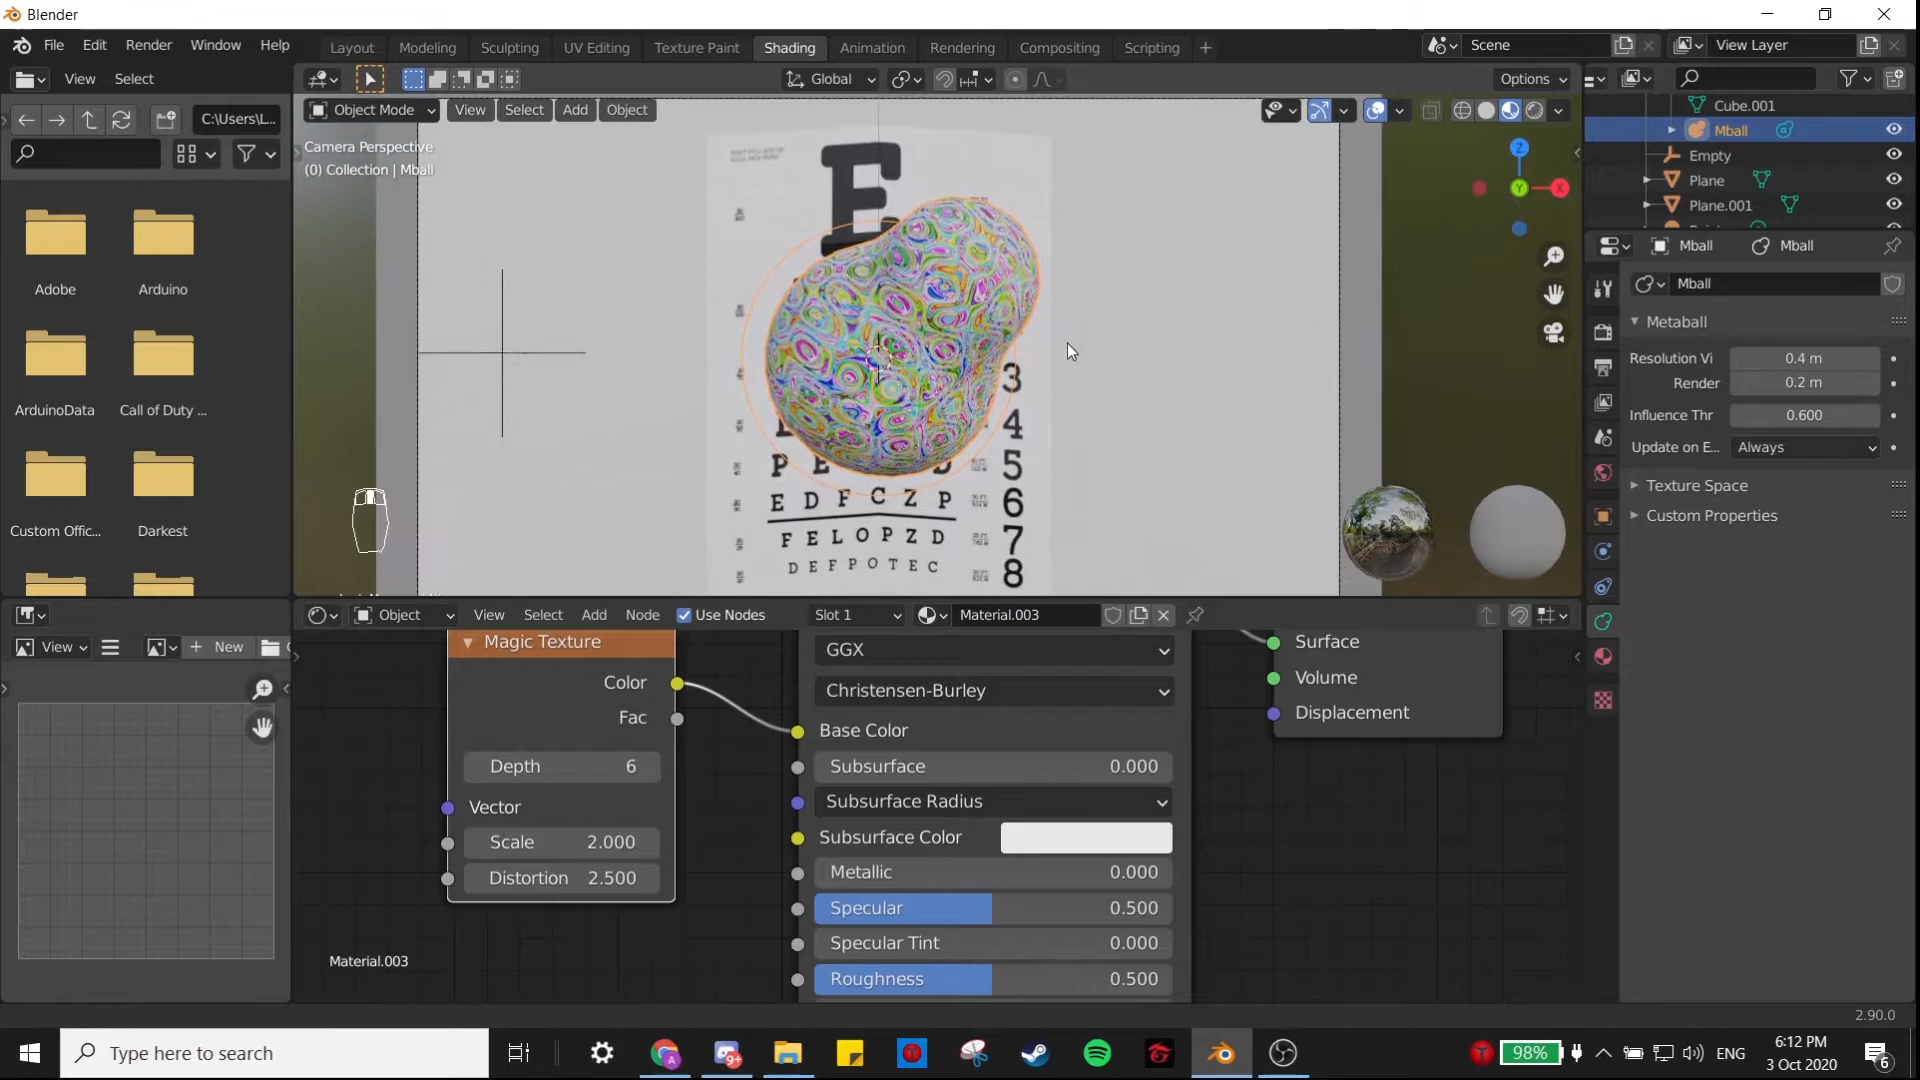 Blender
File Edit Render Window Help
Layout Modeling Sculpting UV Editing Texture Paint Shading Animation Rendering Compositing Scripting +
Scene
View Layer
View Select
Global
Options
C:\Users\L...
Object Mode View Select Add Object
Camera Perspective
(0) Collection | Mball
Cube.001
Mball
Empty
Plane
Plane.001
Z
Y
X
Mball
Mball
Mball
Metaball
Resolution Vi 0.4 m
Render 0.2 m
Influence Thr 0.600
Update on E... Always
Texture Space
Custom Properties
Adobe
Arduino
ArduinoData
Call of Duty ...
Custom Offic...
Darkest
E
3
4
P E D 5
E D F C Z P 6
F E L O P Z D 7
D E F P O T E C 8
Object View Select Add Node Use Nodes Slot 1 Material.003
View New
Magic Texture
Color
Fac
Depth 6
Vector
Scale 2.000
Distortion 2.500
GGX
Christensen-Burley
Base Color
Subsurface 0.000
Subsurface Radius
Subsurface Color
Metallic 0.000
Specular 0.500
Specular Tint 0.000
Roughness 0.500
Surface
Volume
Displacement
Material.003
2.90.0
Type here to search
9+
98%
ENG
6:12 PM
3 Oct 2020
6